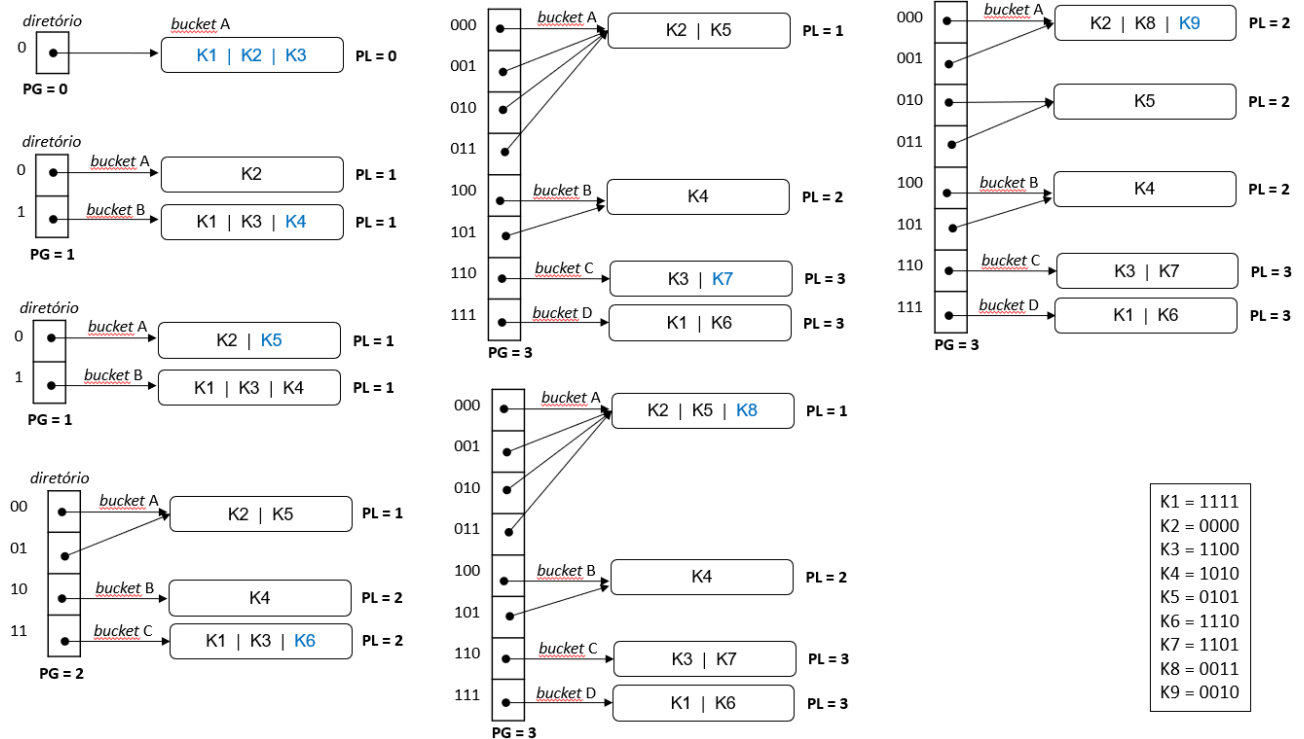 diretório
bucket A
0
K1 | K2 | K3
PL = 0
PG = 0
diretório
0
bucket A
K2
PL = 1
1
bucket B
K1 | K3 | K4
PL = 1
PG = 1
diretório
0
bucket A
K2 | K5
PL = 1
1
bucket B
K1 | K3 | K4
PL = 1
PG = 1
diretório
00
bucket A
K2 | K5
PL = 1
01
10
bucket B
K4
PL = 2
11
bucket C
K1 | K3 | K6
PL = 2
PG = 2
000
bucket A
K2 | K5
PL = 1
001
010
011
100
bucket B
K4
PL = 2
101
110
bucket C
K3 | K7
PL = 3
111
bucket D
K1 | K6
PL = 3
PG = 3
000
bucket A
K2 | K5 | K8
PL = 1
001
010
011
100
bucket B
K4
PL = 2
101
110
bucket C
K3 | K7
PL = 3
111
bucket D
K1 | K6
PL = 3
PG = 3
000
bucket A
K2 | K8 | K9
PL = 2
001
010
K5
PL = 2
011
100
bucket B
K4
PL = 2
101
110
bucket C
K3 | K7
PL = 3
111
bucket D
K1 | K6
PL = 3
PG = 3
K1 = 1111
K2 = 0000
K3 = 1100
K4 = 1010
K5 = 0101
K6 = 1110
K7 = 1101
K8 = 0011
K9 = 0010